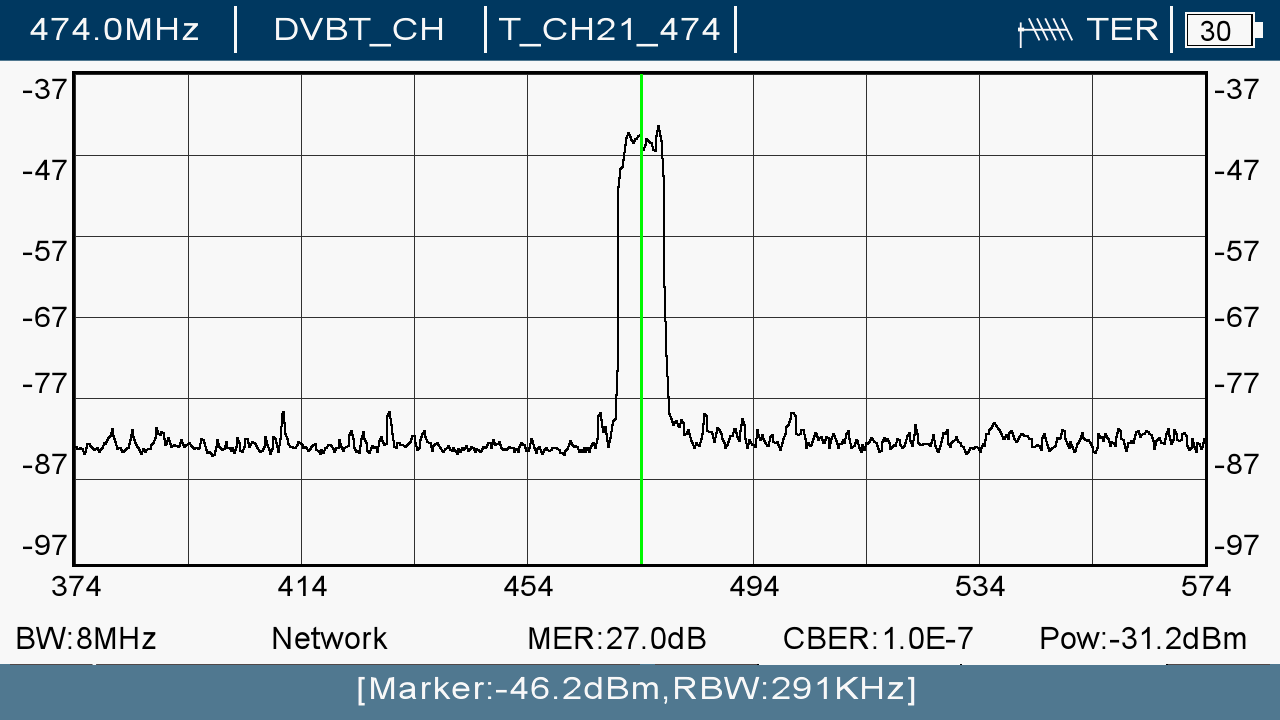 474.0MHz DVBT_CH T_CH21_474 TER 30
-37 -37
-47 -47
-57 -57
-67 -67
-77 -77
-87 -87
-97 -97
374 414 454 494 534 574
BW:8MHz Network MER:27.0dB CBER:1.0E-7 Pow:-31.2dBm
[Marker:-46.2dBm,RBW:291KHz]